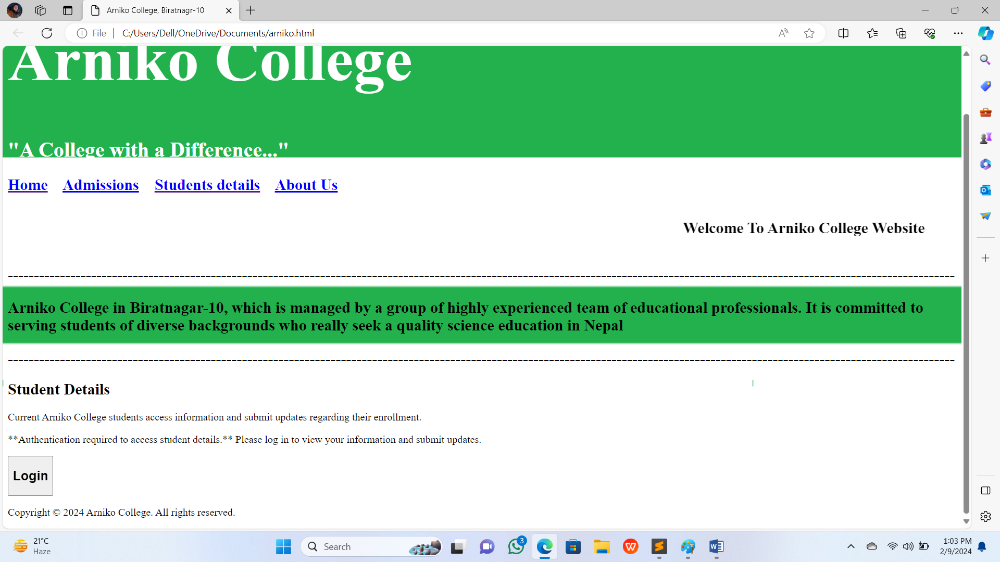 Arniko College, Biratnagr-10
File
C:/Users/Dell/OneDrive/Documents/arniko.html
Arniko College
"A College with a Difference..."
Home Admissions Students details About Us
Welcome To Arniko College Website
Arniko College in Biratnagar-10, which is managed by a group of highly experienced team of educational professionals. It is committed to
serving students of diverse backgrounds who really seek a quality science education in Nepal
Student Details
Current Arniko College students access information and submit updates regarding their enrollment.
**Authentication required to access student details.** Please log in to view your information and submit updates.
Login
Copyright © 2024 Arniko College. All rights reserved.
21°C
Haze
Search
3
1:03 PM
2/9/2024